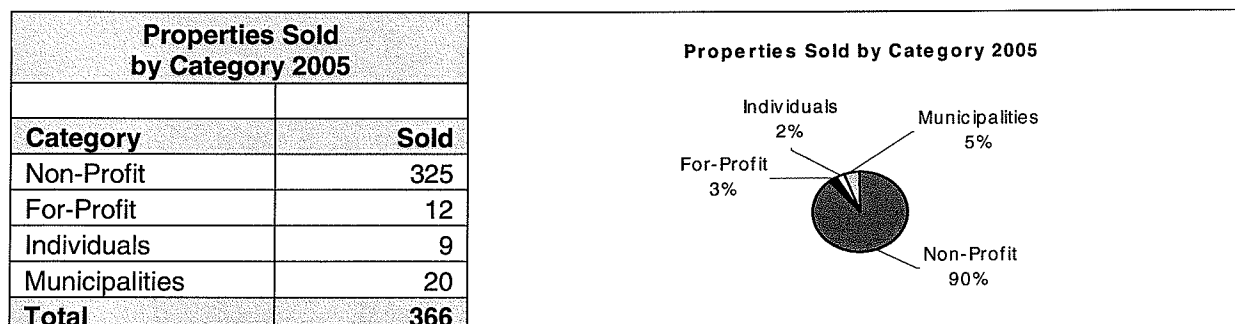 Properties Sold
by Category 2005
Category Sold
Non-Profit 325
For-Profit 12
Individuals 9
Municipalities 20
Total 366
Properties Sold by Category 2005
Individuals
2%
Municipalities
5%
For-Profit
3%
Non-Profit
90%